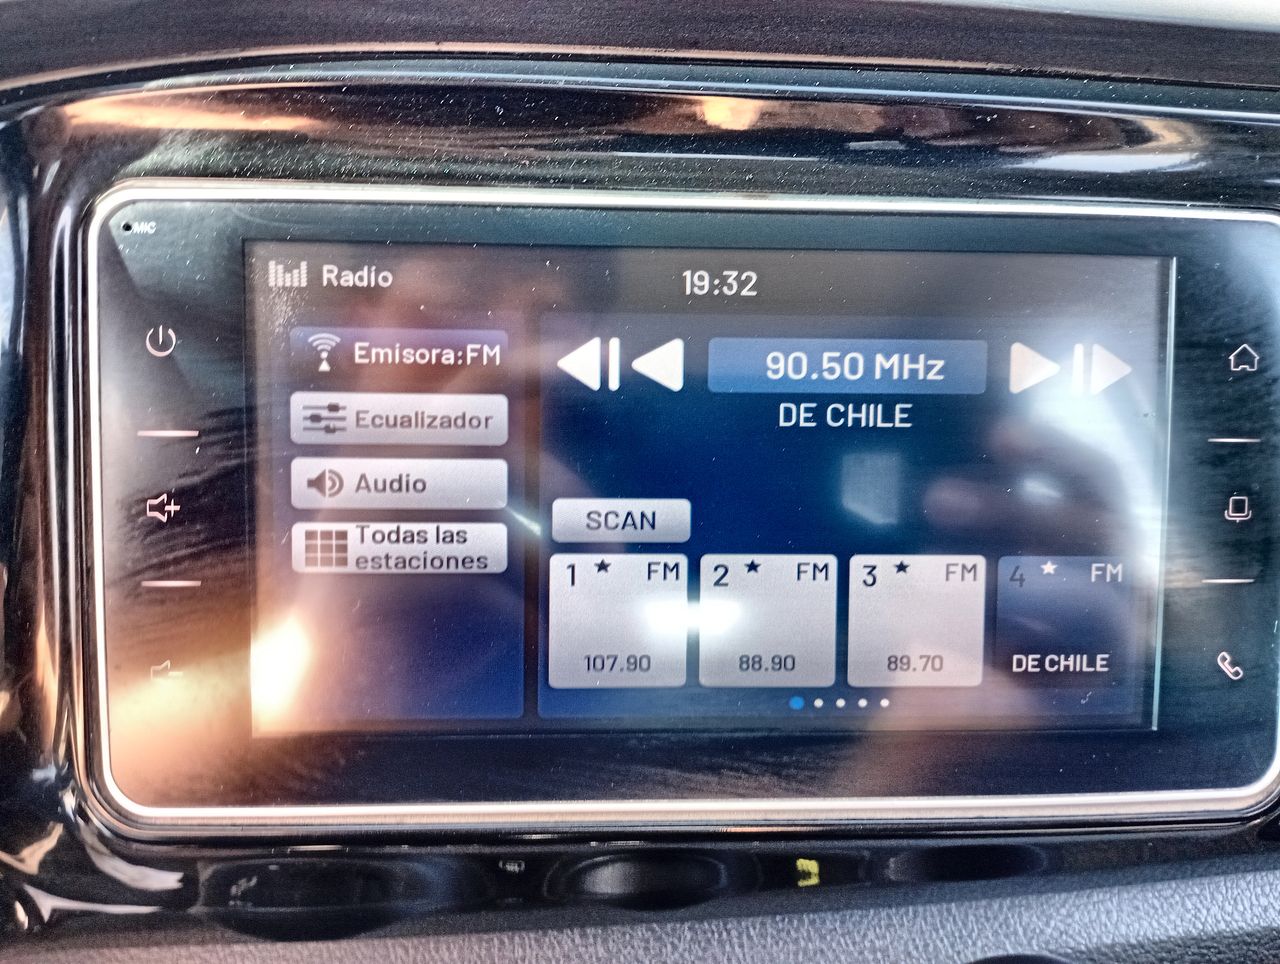 MIC
Radio
19:32
Emisora:FM
Ecualizador
Audio
Todas las
estaciones
90.50 MHz
DE CHILE
SCAN
1 ★ FM
107.90
2 ★ FM
88.90
3 ★ FM
89.70
4 ★ FM
DE CHILE